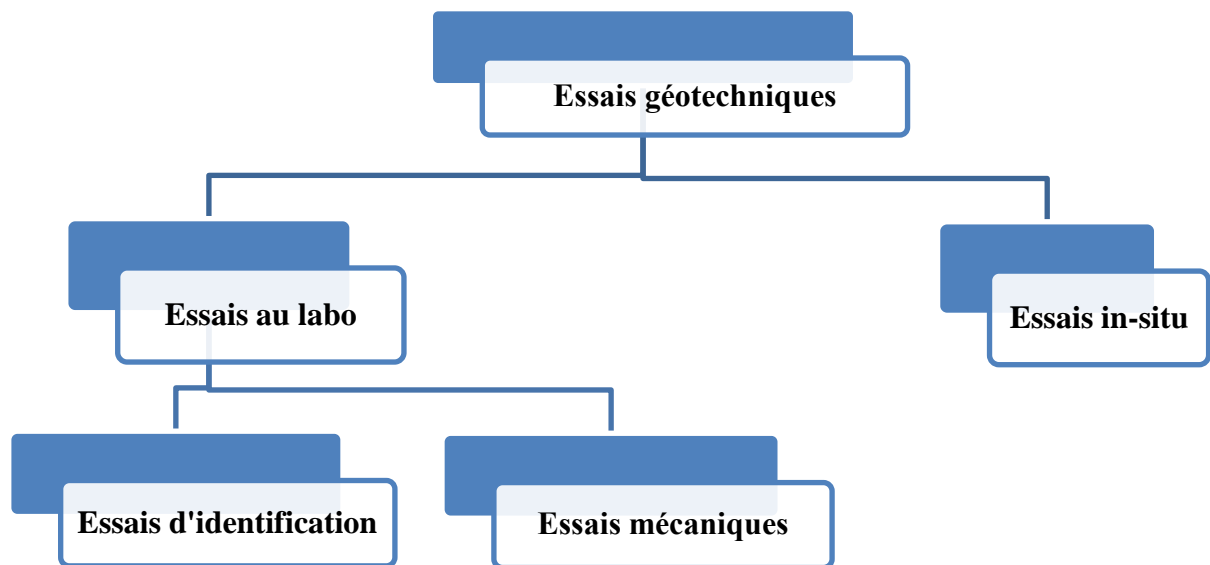 Essais géotechniques
Essais au labo
Essais in-situ
Essais d'identification
Essais mécaniques